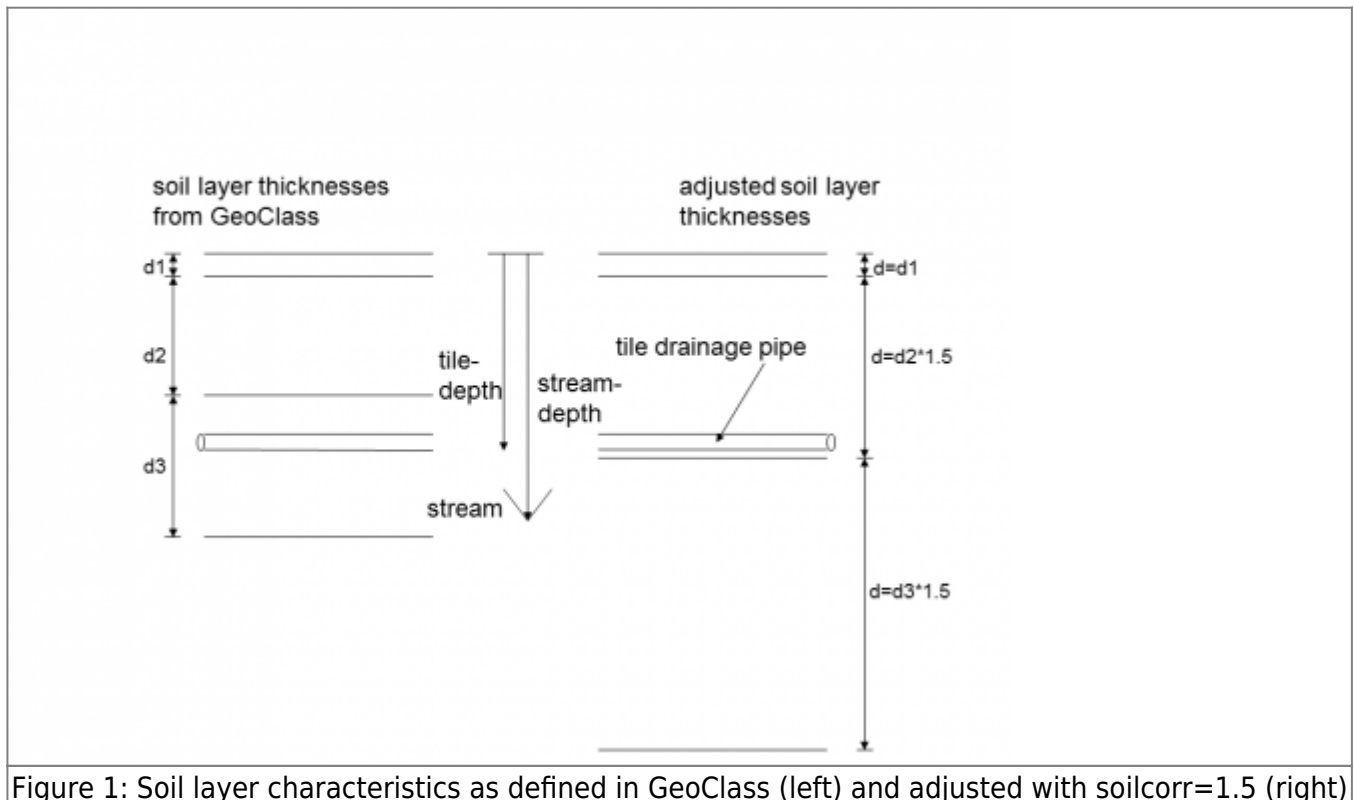 soil layer thicknesses
from GeoClass
adjusted soil layer
thicknesses
d1
d=d1
d2
tile-
depth
stream-
depth
tile drainage pipe
d=d2*1.5
d3
stream
d=d3*1.5
Figure 1: Soil layer characteristics as defined in GeoClass (left) and adjusted with soilcorr=1.5 (right)